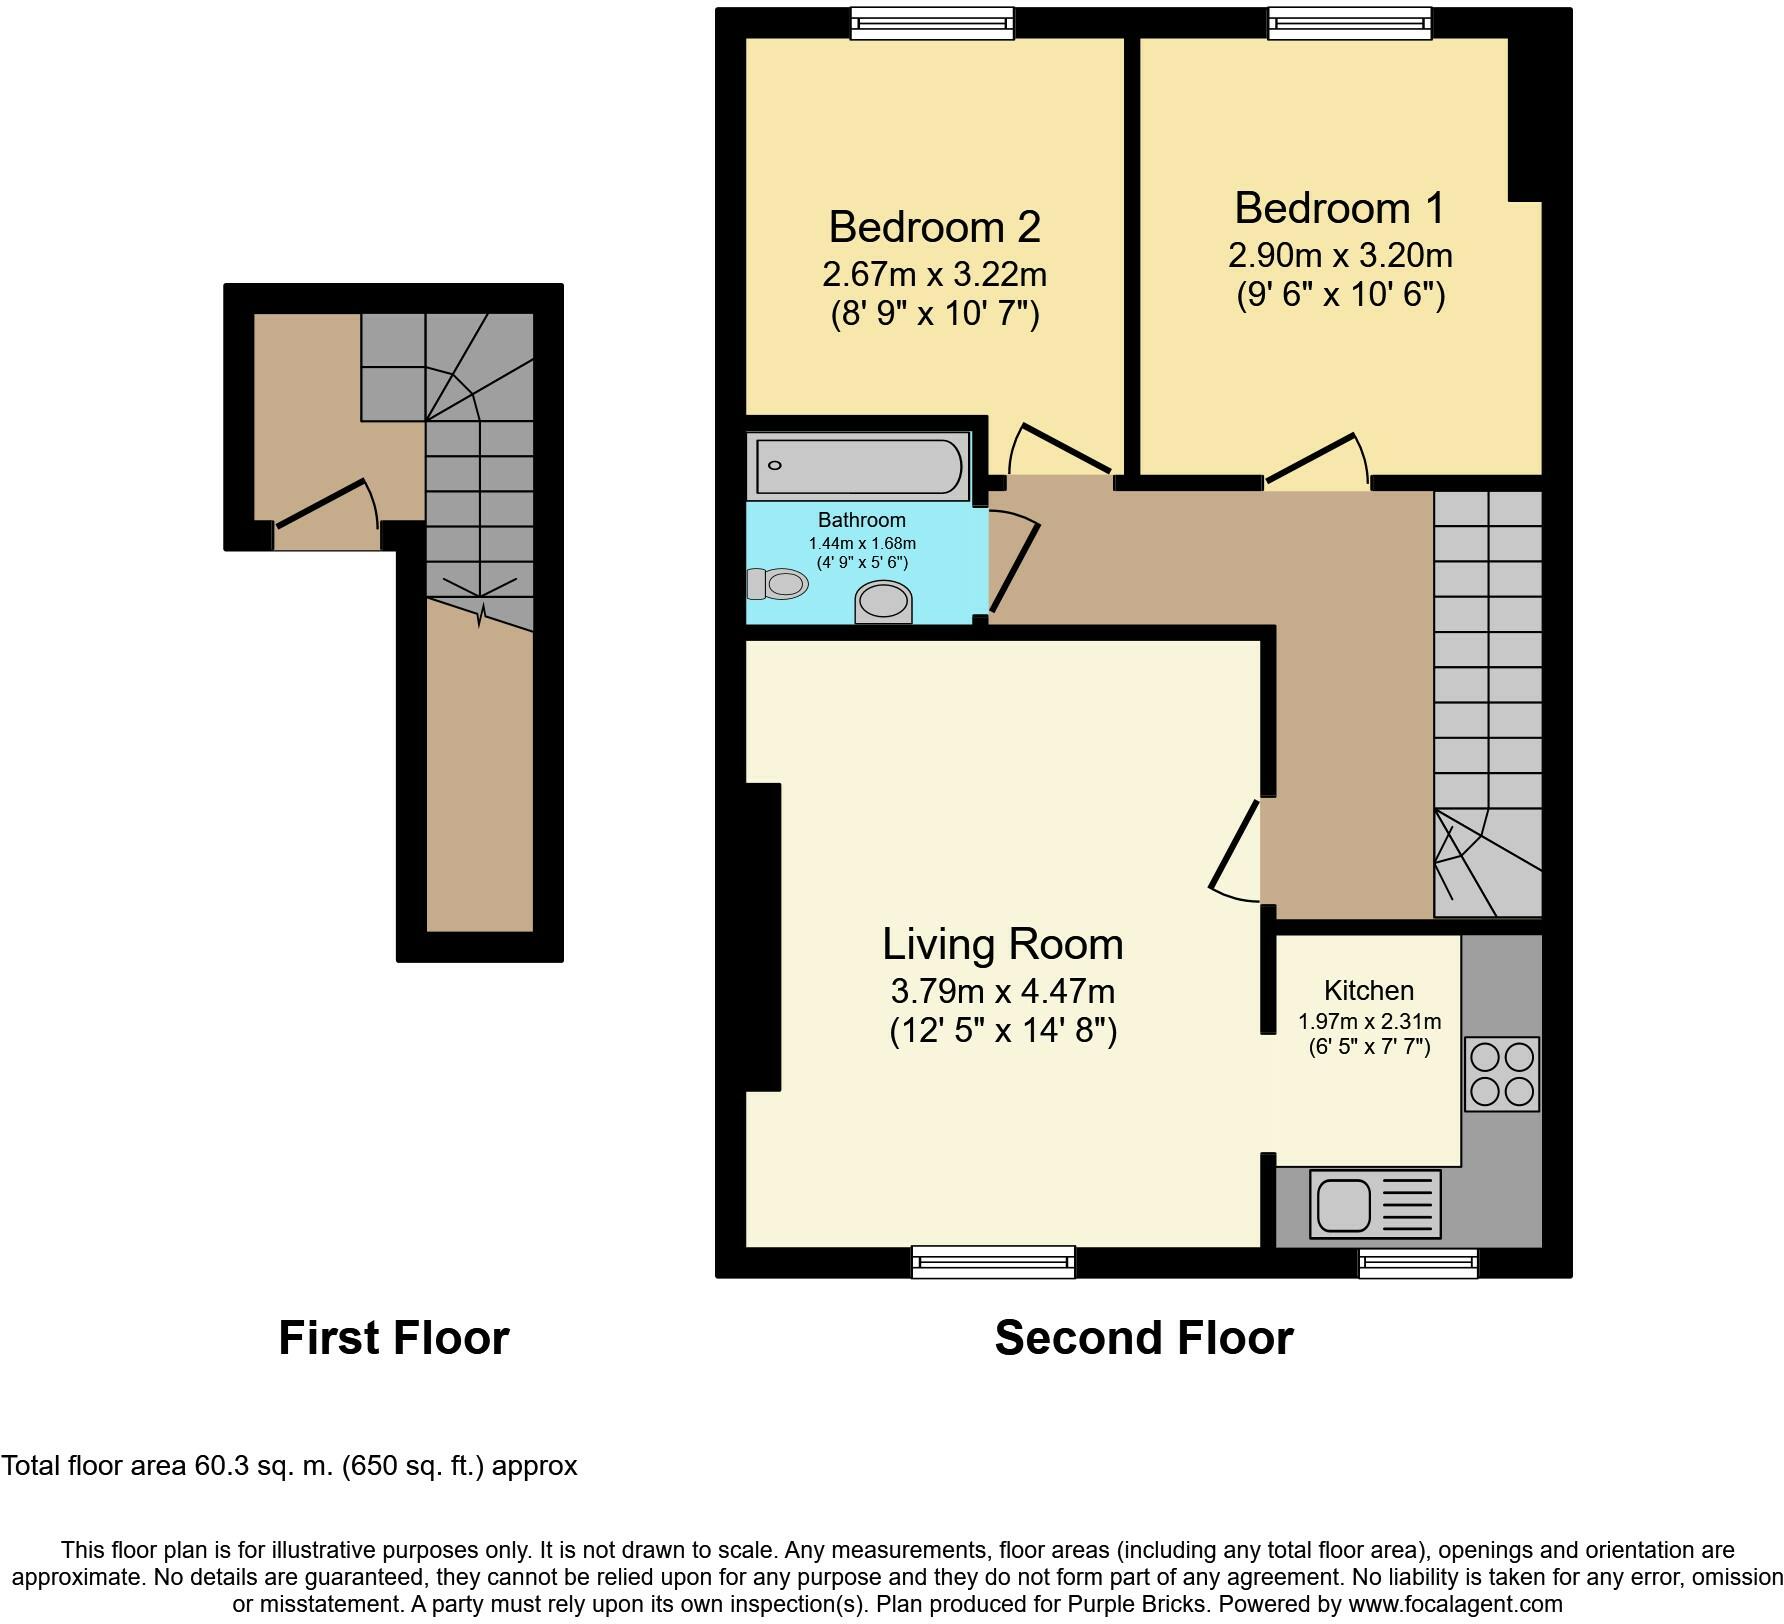 Bedroom 2
2.67m x 3.22m
(8' 9" x 10' 7")
Bedroom 1
2.90m x 3.20m
(9' 6" x 10' 6")
Bathroom
1.44m x 1.68m
(4' 9" x 5' 6")
Living Room
3.79m x 4.47m
(12' 5" x 14' 8")
Kitchen
1.97m x 2.31m
(6' 5" x 7' 7")
First Floor
Second Floor
Total floor area 60.3 sq. m. (650 sq. ft.) approx
This floor plan is for illustrative purposes only. It is not drawn to scale. Any measurements, floor areas (including any total floor area), openings and orientation are
approximate. No details are guaranteed, they cannot be relied upon for any purpose and they do not form part of any agreement. No liability is taken for any error, omission
or misstatement. A party must rely upon its own inspection(s). Plan produced for Purple Bricks. Powered by www.focalagent.com